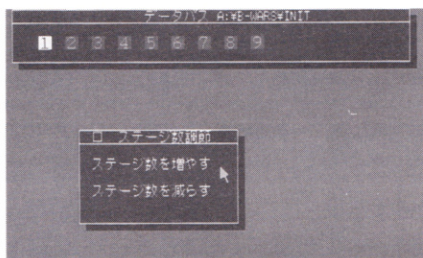 データパス A:¥E-WARS¥INIT
1 2 3 4 5 6 7 8 9
ロ ステージ数調節
ステージ数を増やす
ステージ数を減らす